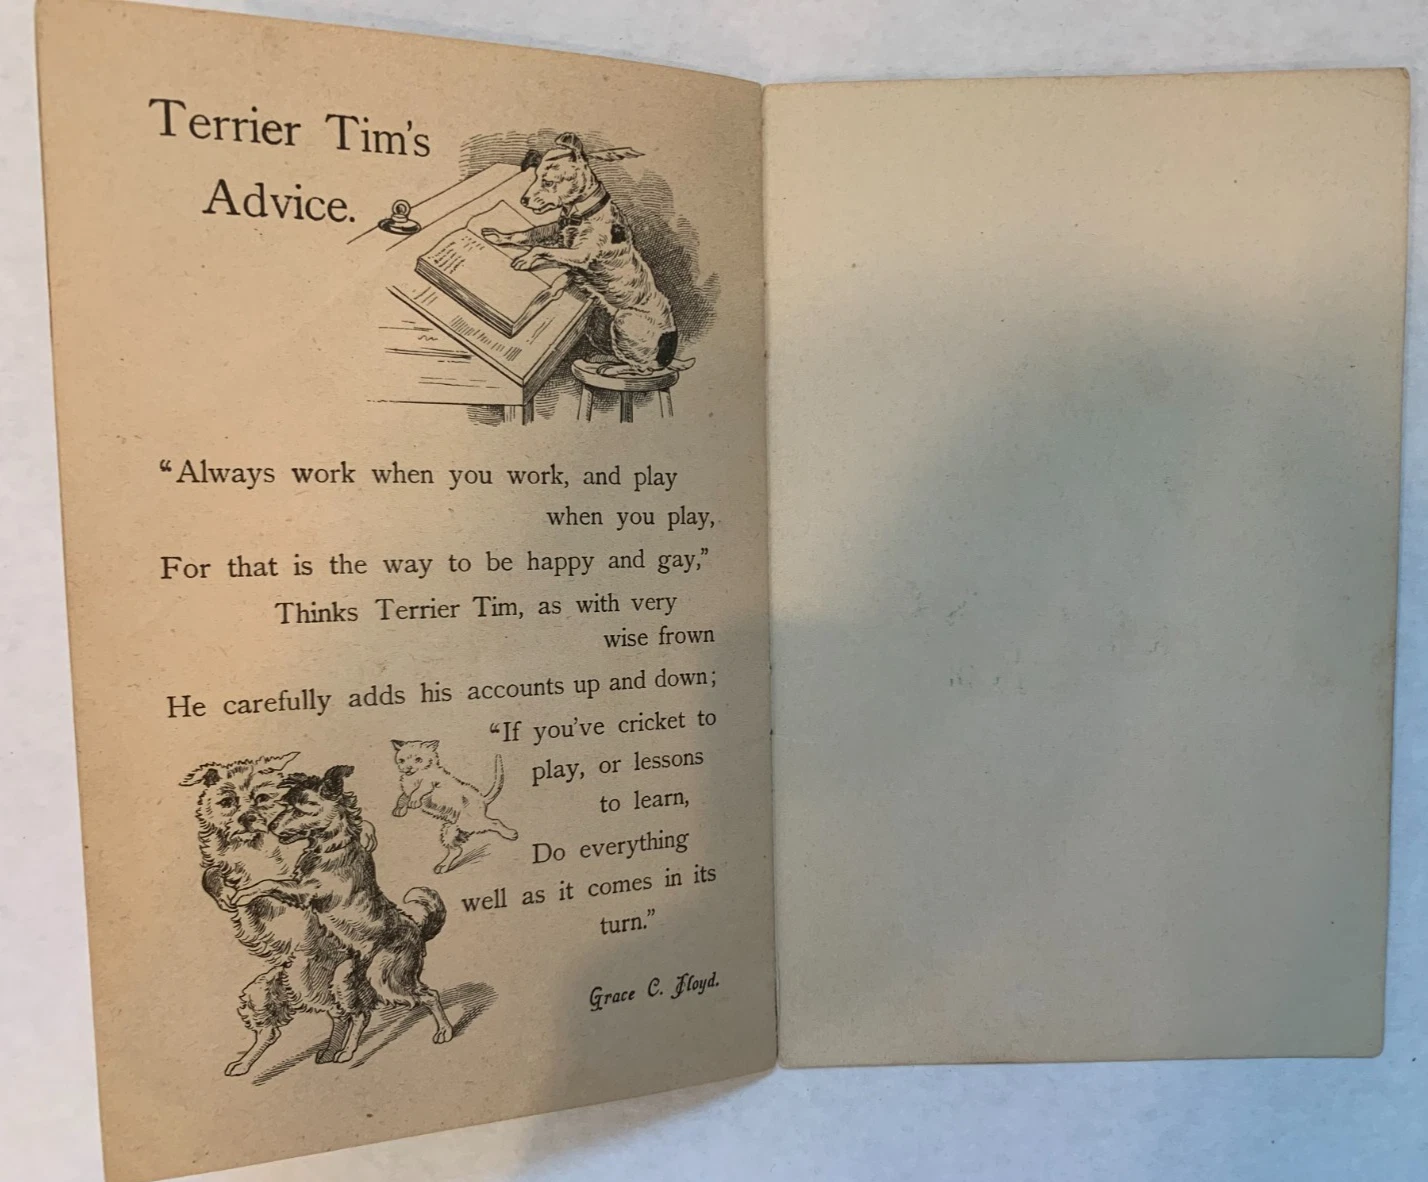 Terrier Tim's
Advice.
“Always work when you work, and play
when you play,
For that is the way to be happy and gay,”
Thinks Terrier Tim, as with very
wise frown
He carefully adds his accounts up and down;
“If you've cricket to
play, or lessons
to learn,
Do everything
well as it comes in its
turn.”
Grace C. Floyd.